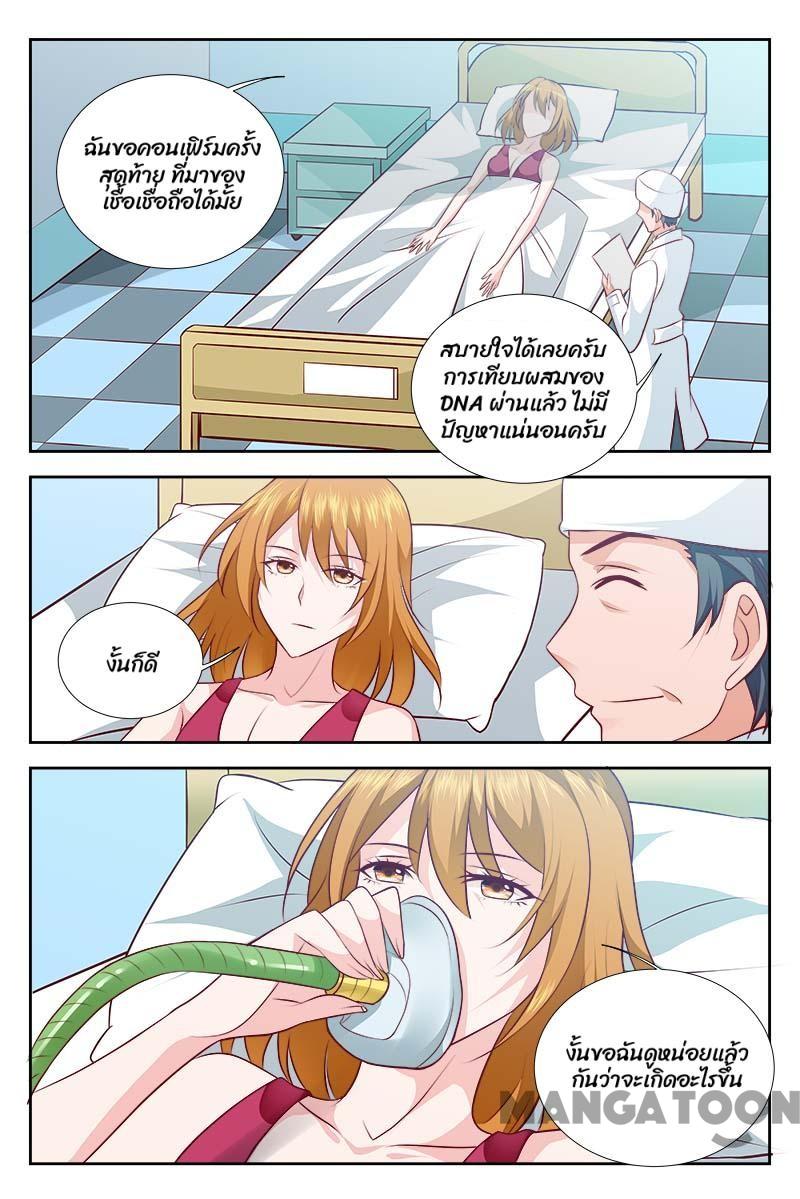 ฉันขอคอนเฟิร์มครั้ง
สุดท้าย ที่มาของ
เชื้อเชื่อถือได้มั้ย
สบายใจได้เลยครับ
การเทียบผสมของ
DNA ผ่านแล้ว ไม่มี
ปัญหาแน่นอนครับ
งั้นก็ดี
งั้นขอฉันดูหน่อยแล้ว
กันว่าจะเกิดอะไรขึ้น
MANGATOON